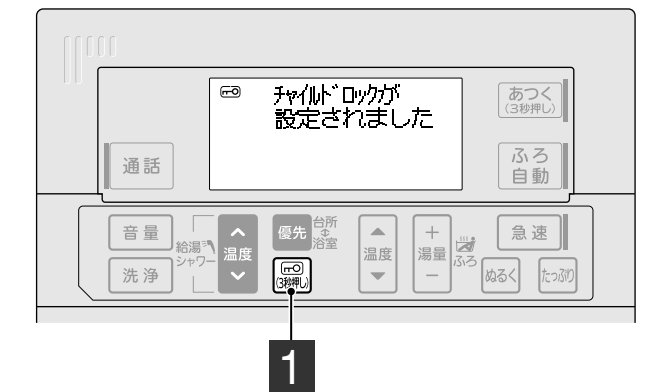 チャイルドロックが
設定されました
あつく
(3秒押し)
通話
ふろ
自動
音量
給湯
シャワー
温度
優先
台所
浴室
温度
湯量
ふろ
急速
洗浄
(3秒押し)
ぬるく
たっぷり
1